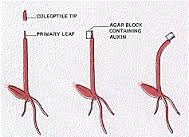 COLEOPTILE TIP
PRIMARY LEAF
AGAR BLOCK
CONTAINING
AUXIN